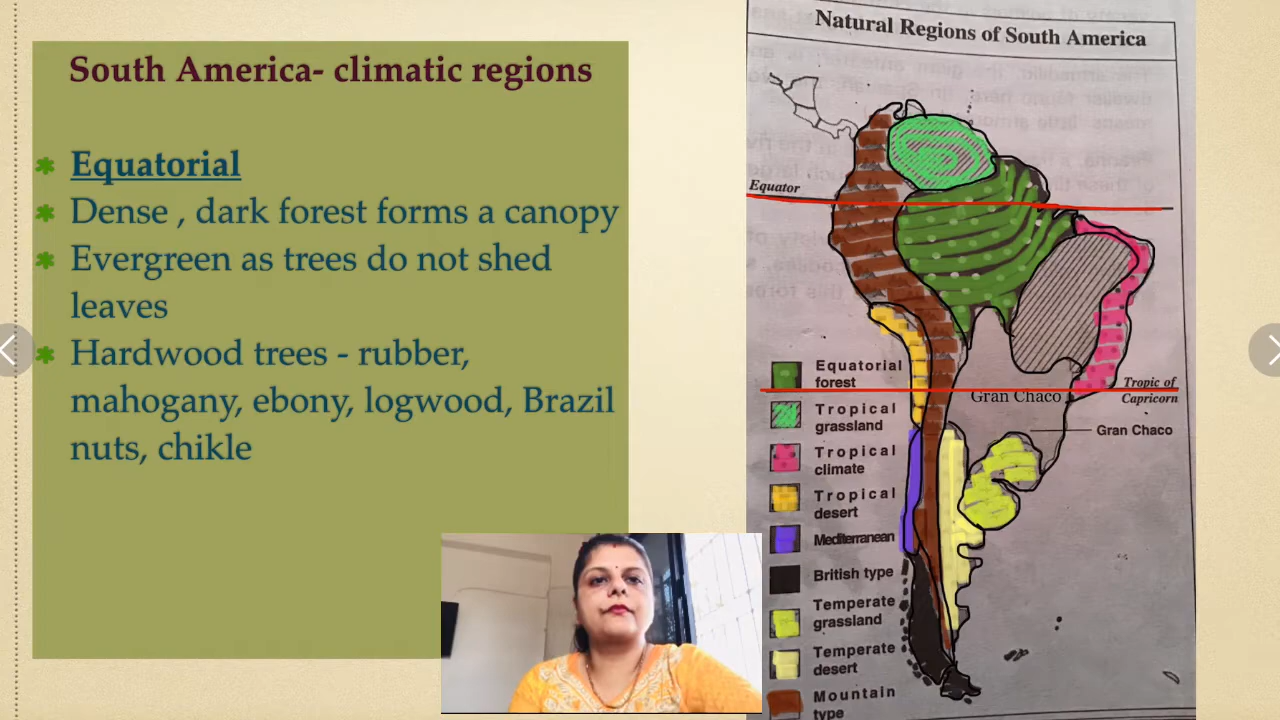 South America- climatic regions
Equatorial
Dense , dark forest forms a canopy
Evergreen as trees do not shed
leaves
Hardwood trees - rubber,
mahogany, ebony, logwood, Brazil
nuts, chikle
Natural Regions of South America
Equator
Equatorial
forest
Tropic of
Capricorn
Gran Chaco
Tropical
grassland
Gran Chaco
Tropical
climate
Tropical
desert
Mediterranean
British type
Temperate
grassland
Temperate
desert
Mountain
type